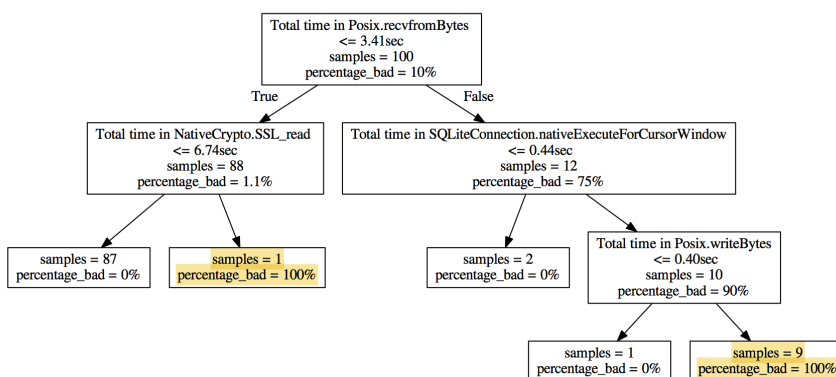 Total time in Posix.recvfromBytes
<= 3.41sec
samples = 100
percentage_bad = 10%
True
False
Total time in NativeCrypto.SSL_read
<= 6.74sec
samples = 88
percentage_bad = 1.1%
Total time in SQLiteConnection.nativeExecuteForCursorWindow
<= 0.44sec
samples = 12
percentage_bad = 75%
samples = 87
percentage_bad = 0%
samples = 1
percentage_bad = 100%
samples = 2
percentage_bad = 0%
Total time in Posix.writeBytes
<= 0.40sec
samples = 10
percentage_bad = 90%
samples = 1
percentage_bad = 0%
samples = 9
percentage_bad = 100%